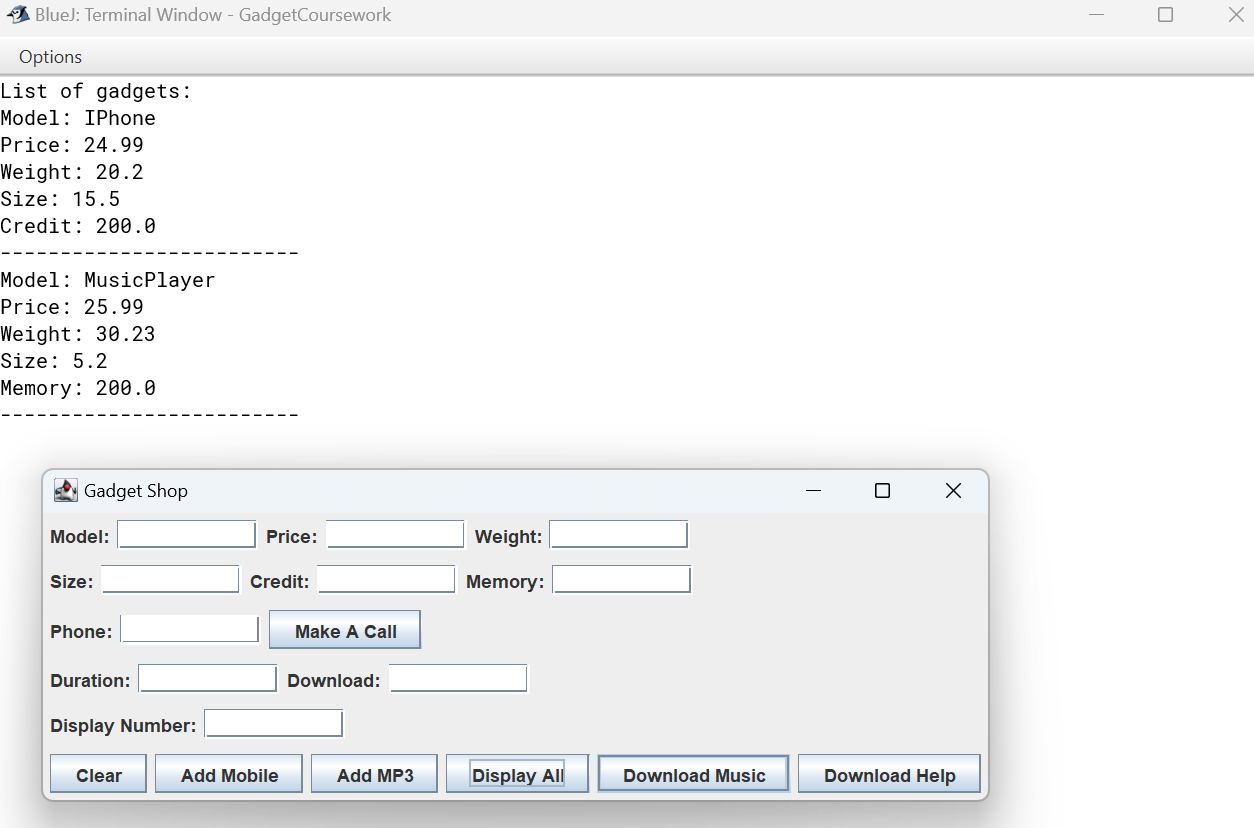 BlueJ: Terminal Window - GadgetCoursework
Options
List of gadgets:
Model: IPhone
Price: 24.99
Weight: 20.2
Size: 15.5
Credit: 200.0
-------------------------
Model: MusicPlayer
Price: 25.99
Weight: 30.23
Size: 5.2
Memory: 200.0
-------------------------
Gadget Shop
Model: Price: Weight:
Size: Credit: Memory:
Phone: Make A Call
Duration: Download:
Display Number:
Clear Add Mobile Add MP3 Display All Download Music Download Help